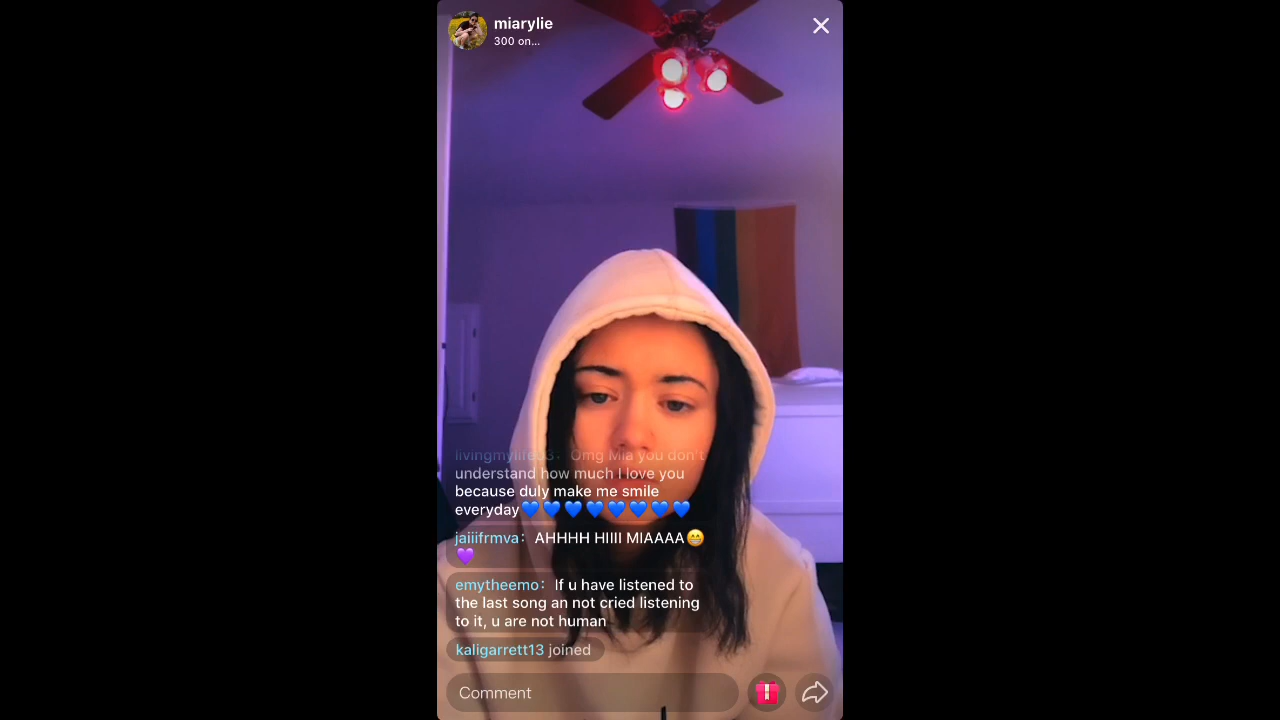 miarylie
300 on...
livingmylife03: Omg Mia you don't
understand how much I love you
because duly make me smile
everyday💙💙💙💙💙💙💙💙
jaiiifrmva: AHHHH HIIII MIAAAA😁
💜
emytheemo: If u have listened to
the last song an not cried listening
to it, u are not human
kaligarrett13 joined
Comment